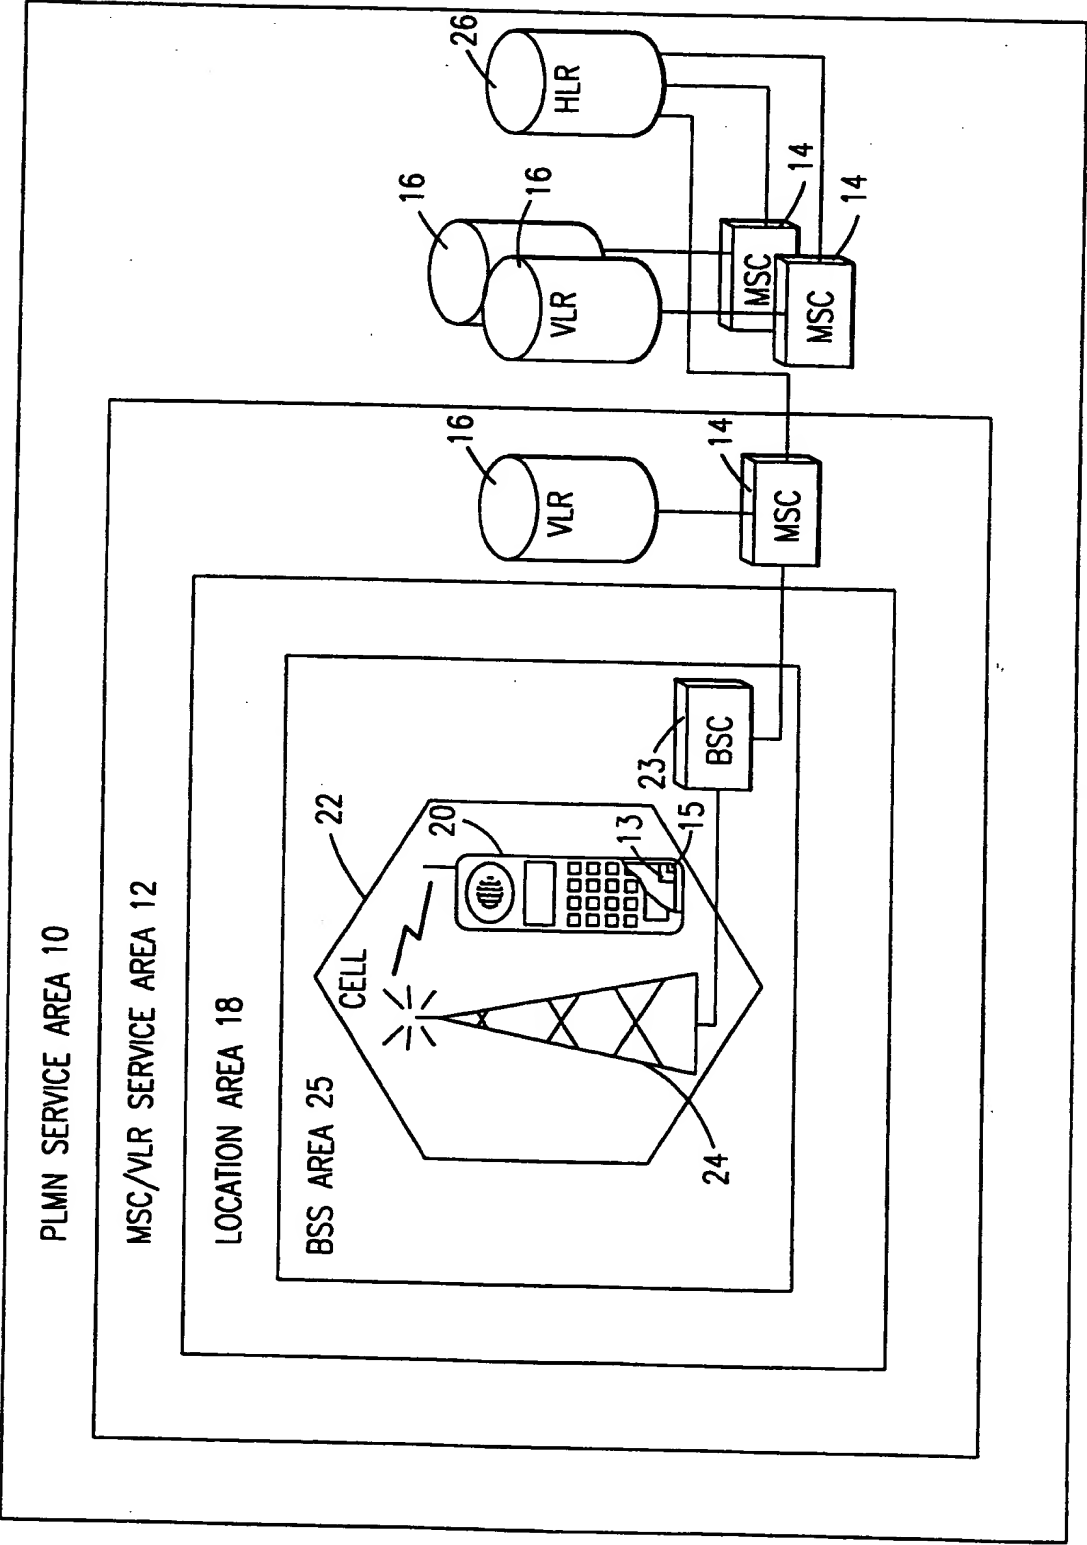 PLMN SERVICE AREA 10
MSC/VLR SERVICE AREA 12
LOCATION AREA 18
BSS AREA 25
CELL
22
20
13
15
24
23
BSC
16
VLR
14
MSC
16
16
VLR
14
MSC
14
MSC
26
HLR